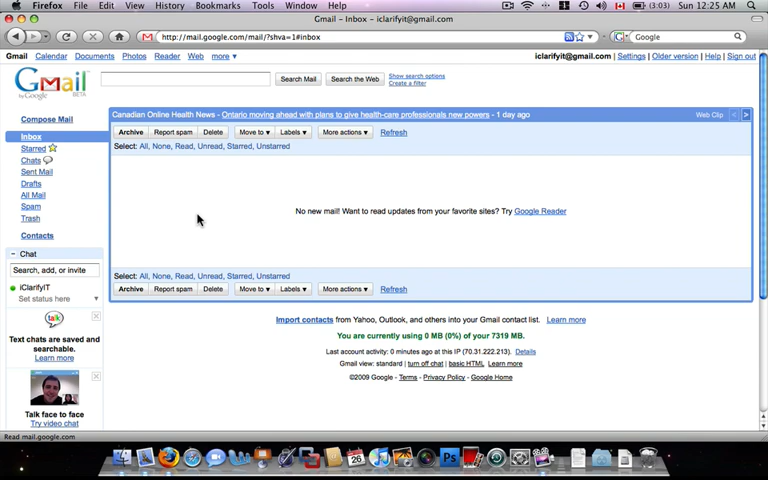 Firefox File Edit View History Bookmarks Tools Window Help (3:03) Sun 12:25 AM
Gmail - Inbox - iclarifyit@gmail.com
http://mail.google.com/mail/?shva=1#inbox Google
Gmail Calendar Documents Photos Reader Web more ▼ iclarifyit@gmail.com | Settings | Older version | Help | Sign out
Gmail by Google BETA Search Mail Search the Web Show search options
Create a filter
Compose Mail
Inbox
Starred
Chats
Sent Mail
Drafts
All Mail
Spam
Trash
Contacts
− Chat
Search, add, or invite
iClarifyIT
Set status here ▼
talk
Text chats are saved and
searchable.
Learn more
Talk face to face
Try video chat
Canadian Online Health News - Ontario moving ahead with plans to give health-care professionals new powers - 1 day ago Web Clip < >
Archive Report spam Delete Move to ▼ Labels ▼ More actions ▼ Refresh
Select: All, None, Read, Unread, Starred, Unstarred
No new mail! Want to read updates from your favorite sites? Try Google Reader
Select: All, None, Read, Unread, Starred, Unstarred
Archive Report spam Delete Move to ▼ Labels ▼ More actions ▼ Refresh
Import contacts from Yahoo, Outlook, and others into your Gmail contact list. Learn more
You are currently using 0 MB (0%) of your 7319 MB.
Last account activity: 0 minutes ago at this IP (70.31.222.213). Details
Gmail view: standard | turn off chat | basic HTML Learn more
©2009 Google - Terms - Privacy Policy - Google Home
Read mail.google.com
26
Ps